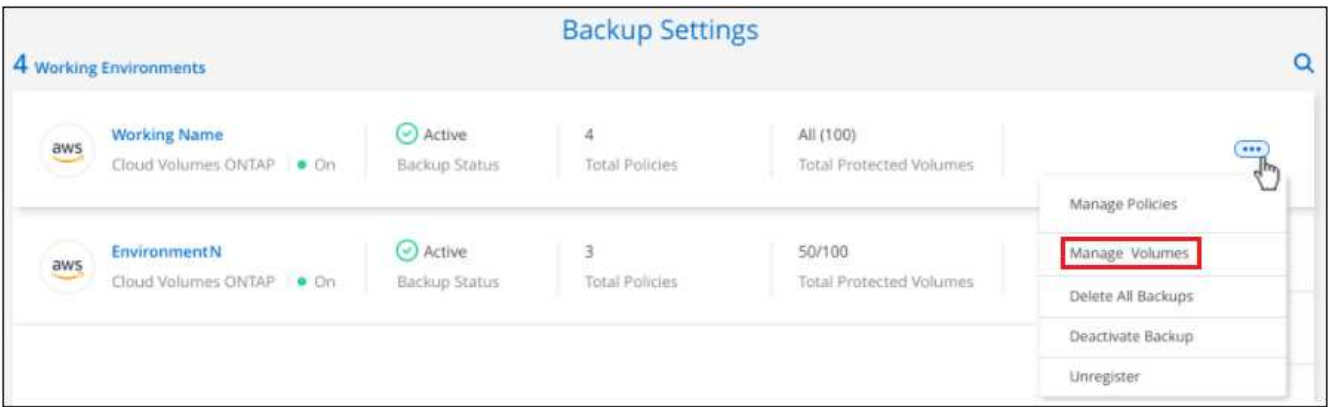 Backup Settings
4 Working Environments
aws
Working Name
Cloud Volumes ONTAP
On
Active
Backup Status
4
Total Policies
All (100)
Total Protected Volumes
Manage Policies
Manage Volumes
Delete All Backups
Deactivate Backup
Unregister
aws
EnvironmentN
Cloud Volumes ONTAP
On
Active
Backup Status
3
Total Policies
50/100
Total Protected Volumes